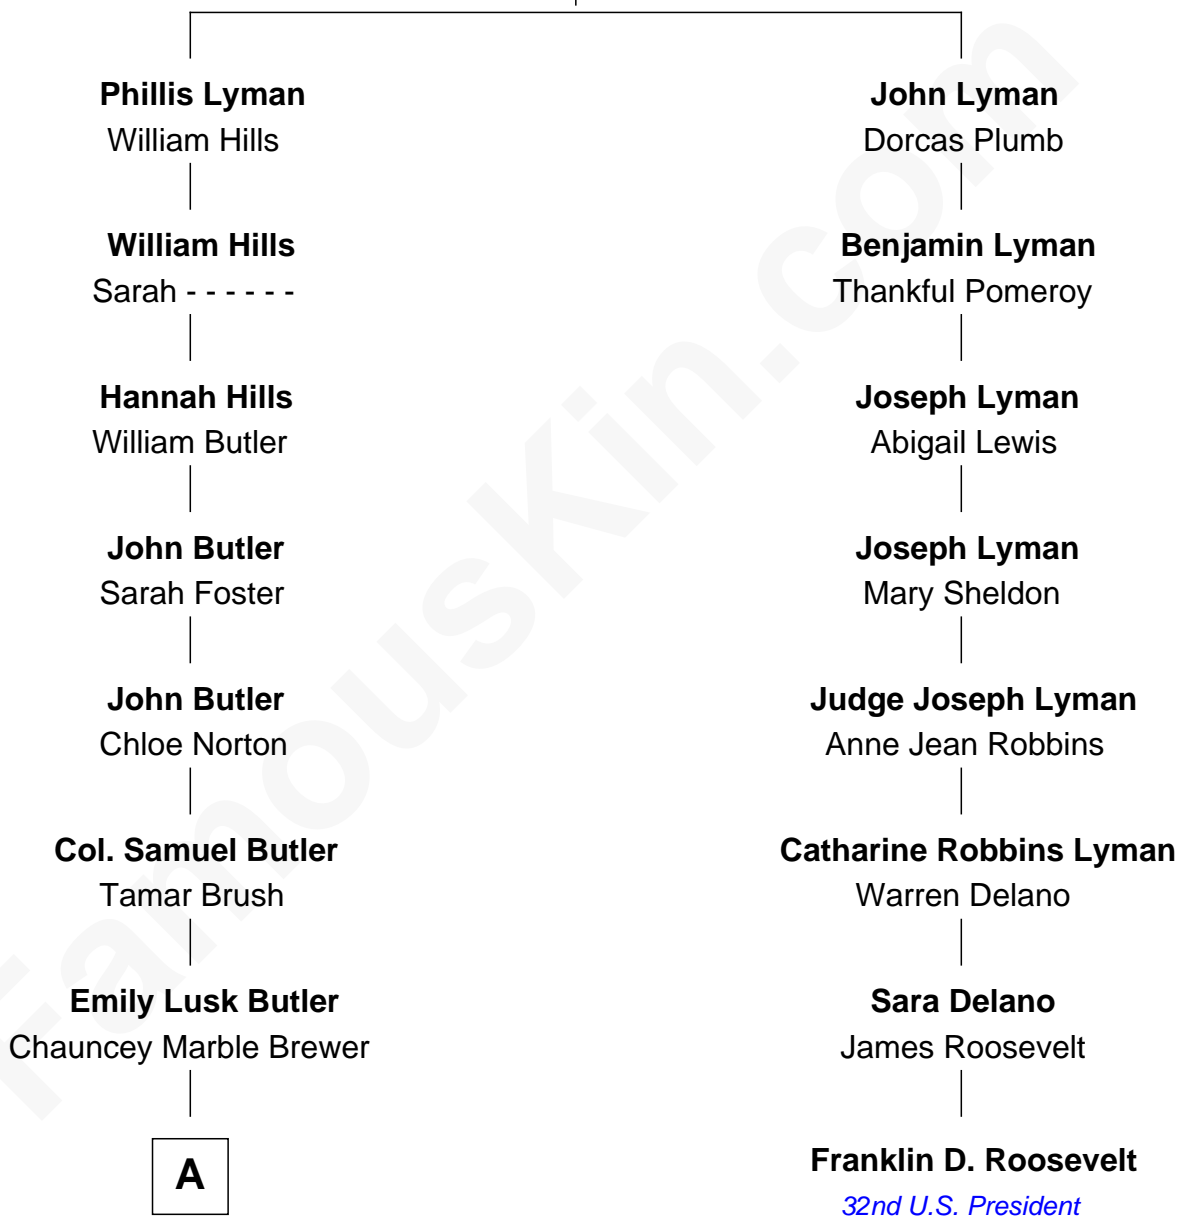 Phillis Lyman
William Hills
John Lyman
Dorcas Plumb
William Hills
Sarah - - - - - -
Benjamin Lyman
Thankful Pomeroy
Hannah Hills
William Butler
Joseph Lyman
Abigail Lewis
John Butler
Sarah Foster
Joseph Lyman
Mary Sheldon
John Butler
Chloe Norton
Judge Joseph Lyman
Anne Jean Robbins
Col. Samuel Butler
Tamar Brush
Catharine Robbins Lyman
Warren Delano
Emily Lusk Butler
Chauncey Marble Brewer
Sara Delano
James Roosevelt
A
Franklin D. Roosevelt
32nd U.S. President
FamousKin.com